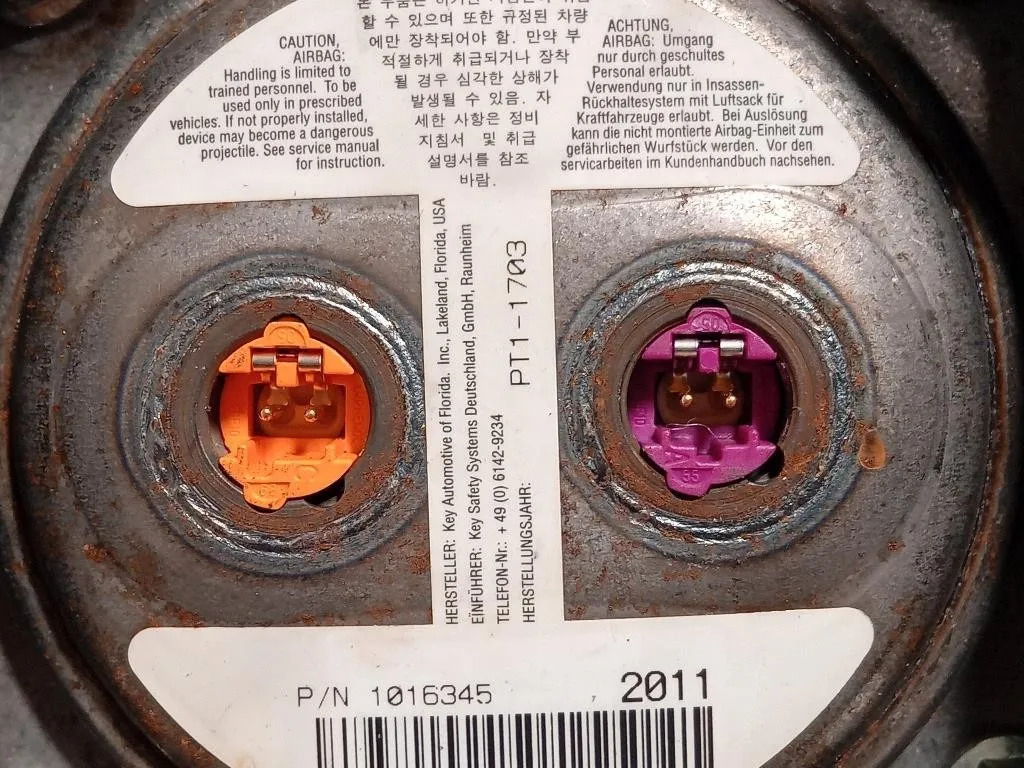 CAUTION,
AIRBAG:
Handling is limited to
trained personnel. To be
used only in prescribed
vehicles. If not properly installed,
device may become a dangerous
projectile. See service manual
for instruction.
할 수 있으며 또한 규정된 차량
에만 장착되어야 함. 만약 부
적절하게 취급되거나 장착
될 경우 심각한 상해가
발생될 수 있음. 자
세한 사항은 정비
지침서 및 취급
설명서를 참조
바람.
ACHTUNG,
AIRBAG: Umgang
nur durch geschultes
Personal erlaubt.
Verwendung nur in Insassen-
Rückhaltesystem mit Luftsack für
Kraftfahrzeuge erlaubt. Bei Auslösung
kann die nicht montierte Airbag-Einheit zum
gefährlichen Wurfstück werden. Vor den
servicarbeiten im Kundenhandbuch nachsehen.
HERSTELLER: Key Automotive of Florida. Inc., Lakeland, Florida, USA
EINFÜHRER: Key Safety Systems Deutschland, GmbH, Raunheim
TELEFON-Nr.: +49 (0) 6142-9234
HERSTELLUNGSJAHR:
PT1-1703
P/N 1016345
2011